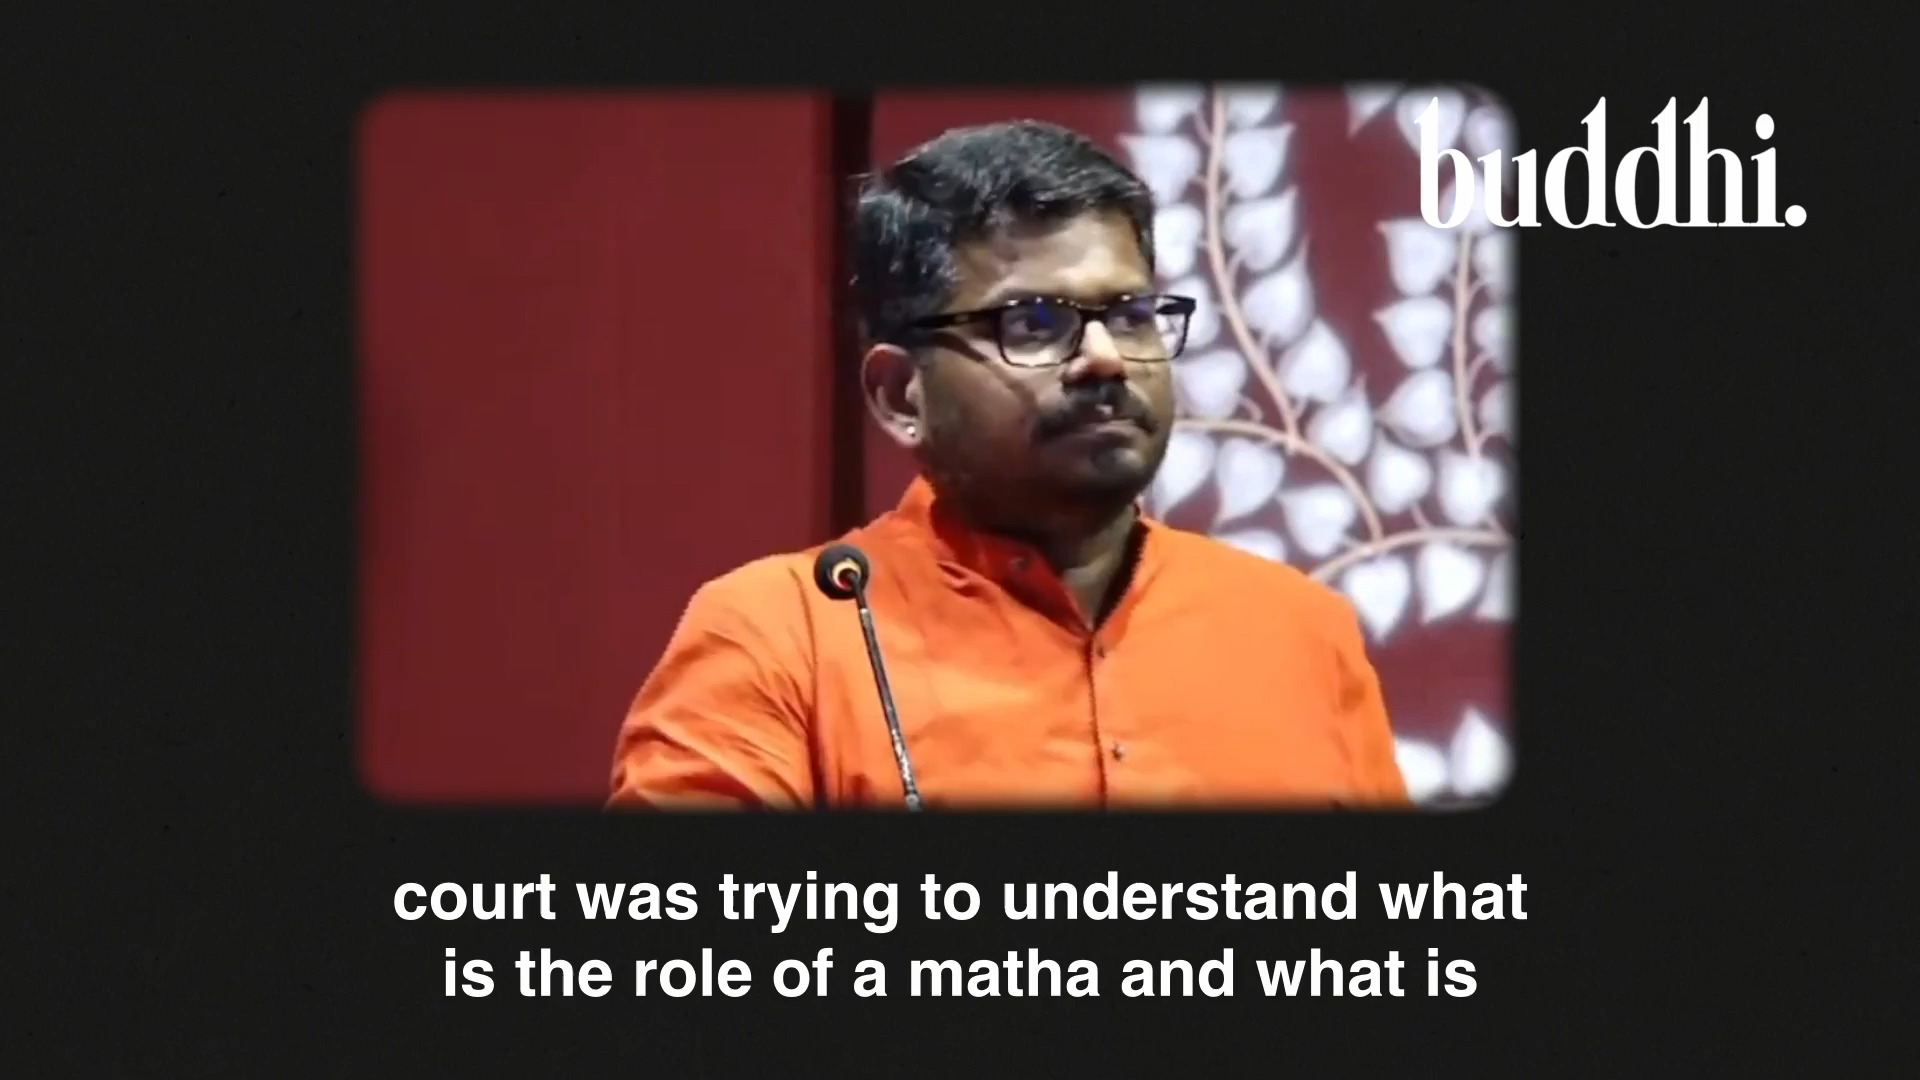 buddhi.
court was trying to understand what
is the role of a matha and what is